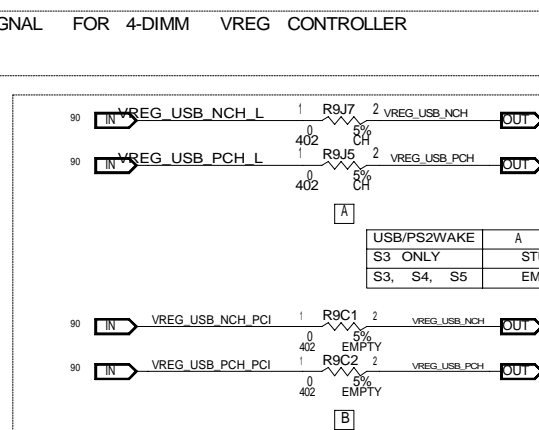 GNAL FOR 4-DIMM VREG CONTROLLER
90 IN VREG_USB_NCH_L 1 R9J7 2 VREG_USB_NCH OUT
0 5%
402 CH
90 IN VREG_USB_PCH_L 1 R9J5 2 VREG_USB_PCH OUT
0 5%
402 CH
A
USB/PS2WAKE A
S3 ONLY ST
S3, S4, S5 EM
90 IN VREG_USB_NCH_PCI 1 R9C1 2 VREG_USB_NCH OUT
0 5%
402 EMPTY
90 IN VREG_USB_PCH_PCI 1 R9C2 2 VREG_USB_PCH OUT
0 5%
402 EMPTY
B